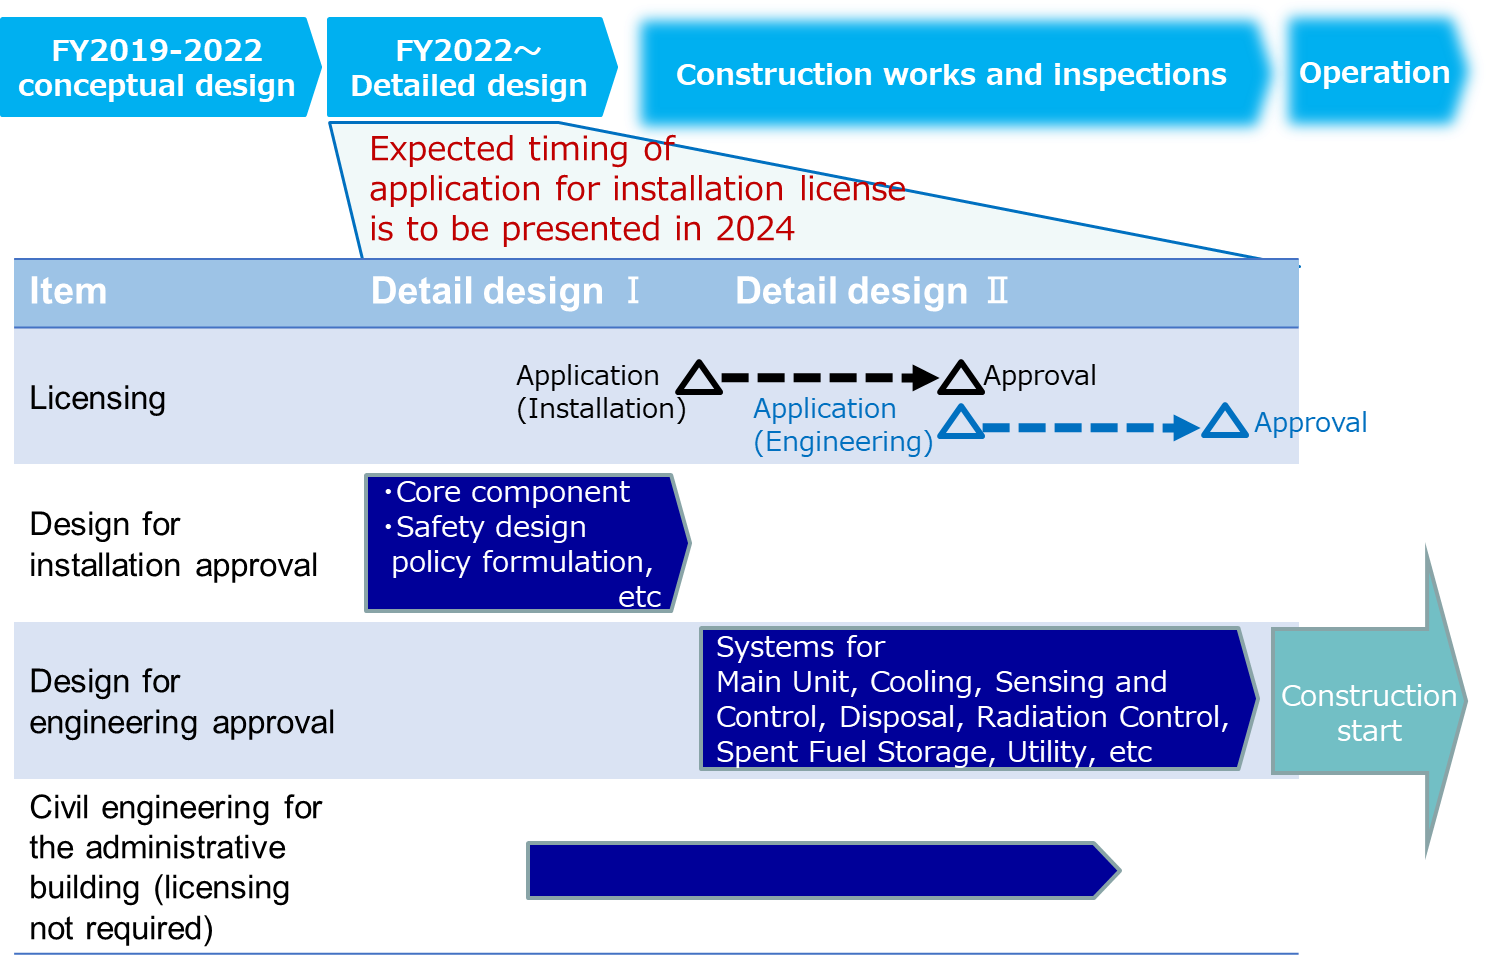 FY2019-2022
conceptual design
FY2022～
Detailed design
Construction works and inspections
Operation
Expected timing of
application for installation license
is to be presented in 2024
Item
Detail design Ⅰ
Detail design Ⅱ
Licensing
Application
(Installation)
Approval
Application
(Engineering)
Approval
Design for
installation approval
・Core component
・Safety design
policy formulation,
etc
Design for
engineering approval
Systems for
Main Unit, Cooling, Sensing and
Control, Disposal, Radiation Control,
Spent Fuel Storage, Utility, etc
Construction
start
Civil engineering for
the administrative
building (licensing
not required)